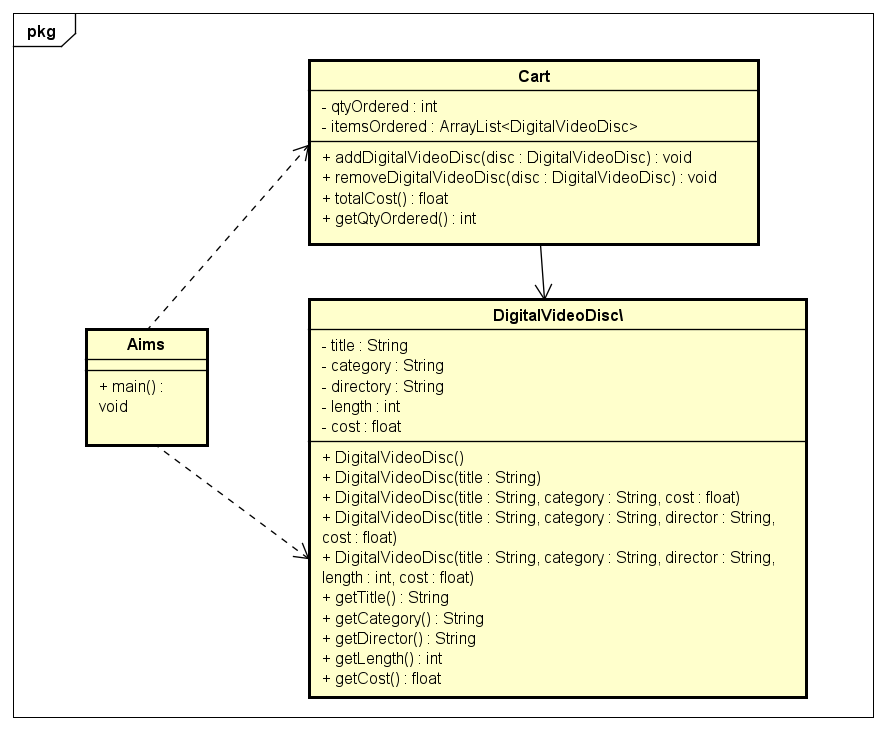 pkg
Cart
- qtyOrdered : int
- itemsOrdered : ArrayList<DigitalVideoDisc>
+ addDigitalVideoDisc(disc : DigitalVideoDisc) : void
+ removeDigitalVideoDisc(disc : DigitalVideoDisc) : void
+ totalCost() : float
+ getQtyOrdered() : int
Aims
+ main() :
void
DigitalVideoDisc\
- title : String
- category : String
- directory : String
- length : int
- cost : float
+ DigitalVideoDisc()
+ DigitalVideoDisc(title : String)
+ DigitalVideoDisc(title : String, category : String, cost : float)
+ DigitalVideoDisc(title : String, category : String, director : String,
cost : float)
+ DigitalVideoDisc(title : String, category : String, director : String,
length : int, cost : float)
+ getTitle() : String
+ getCategory() : String
+ getDirector() : String
+ getLength() : int
+ getCost() : float